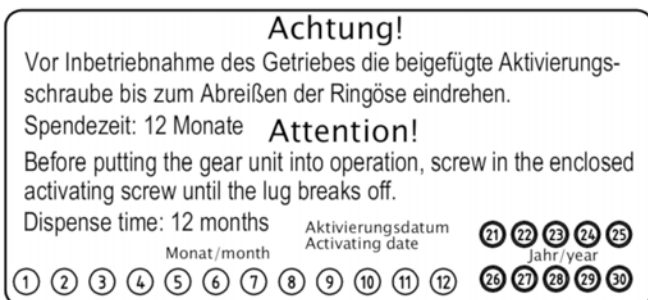 Achtung!
Vor Inbetriebnahme des Getriebes die beigefügte Aktivierungs-
schraube bis zum Abreißen der Ringöse eindrehen.
Spendezeit: 12 Monate
Attention!
Before putting the gear unit into operation, screw in the enclosed
activating screw until the lug breaks off.
Dispense time: 12 months
Aktivierungsdatum
Activating date
Monat/month
1 2 3 4 5 6 7 8 9 10 11 12
21 22 23 24 25
Jahr/year
26 27 28 29 30